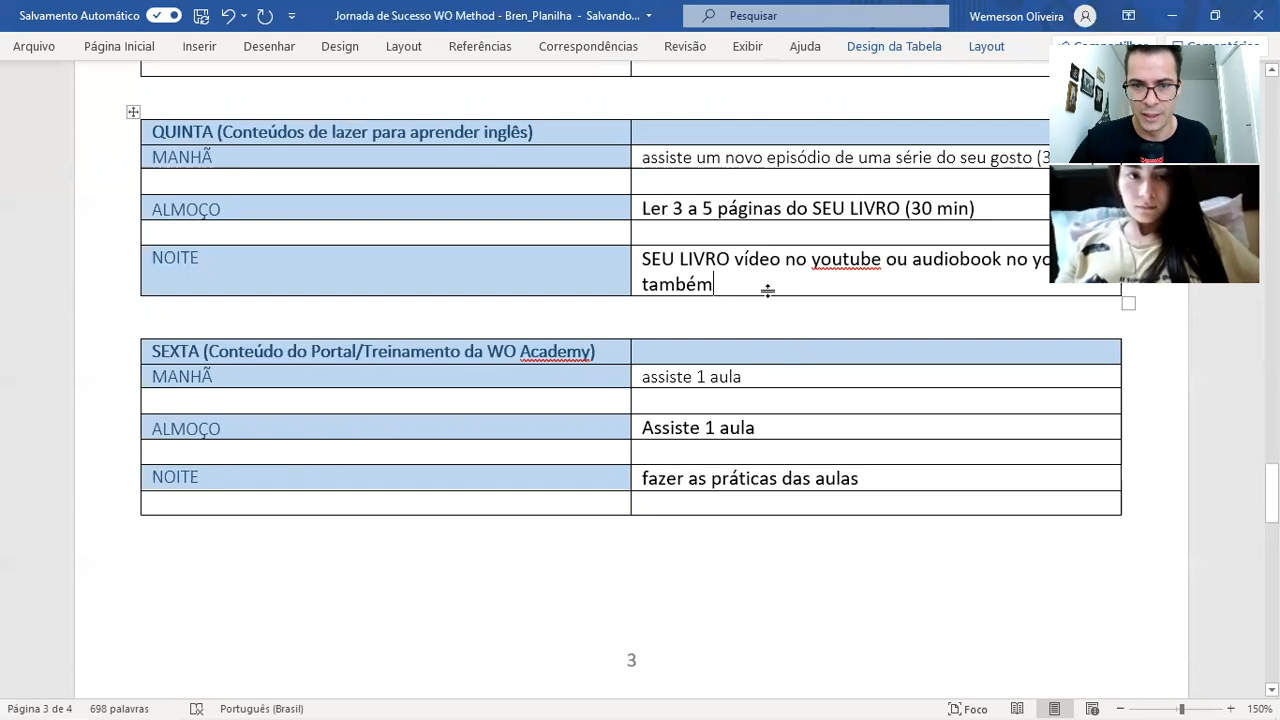 Salvamento Automático
Jornada de Sucesso WO Method - Bren_Planilha - Salvando...
Pesquisar
Wemerson Oliveira
Arquivo Página Inicial Inserir Desenhar Design Layout Referências Correspondências Revisão Exibir Ajuda Design da Tabela Layout
QUINTA (Conteúdos de lazer para aprender inglês)
MANHÃ assiste um novo episódio de uma série do seu gosto (3
ALMOÇO Ler 3 a 5 páginas do SEU LIVRO (30 min)
NOITE SEU LIVRO vídeo no youtube ou audiobook no yo
também
SEXTA (Conteúdo do Portal/Treinamento da WO Academy)
MANHÃ assiste 1 aula
ALMOÇO Assiste 1 aula
NOITE fazer as práticas das aulas
3
Página 3 de 4 698 palavras Português (Brasil) Foco 150%